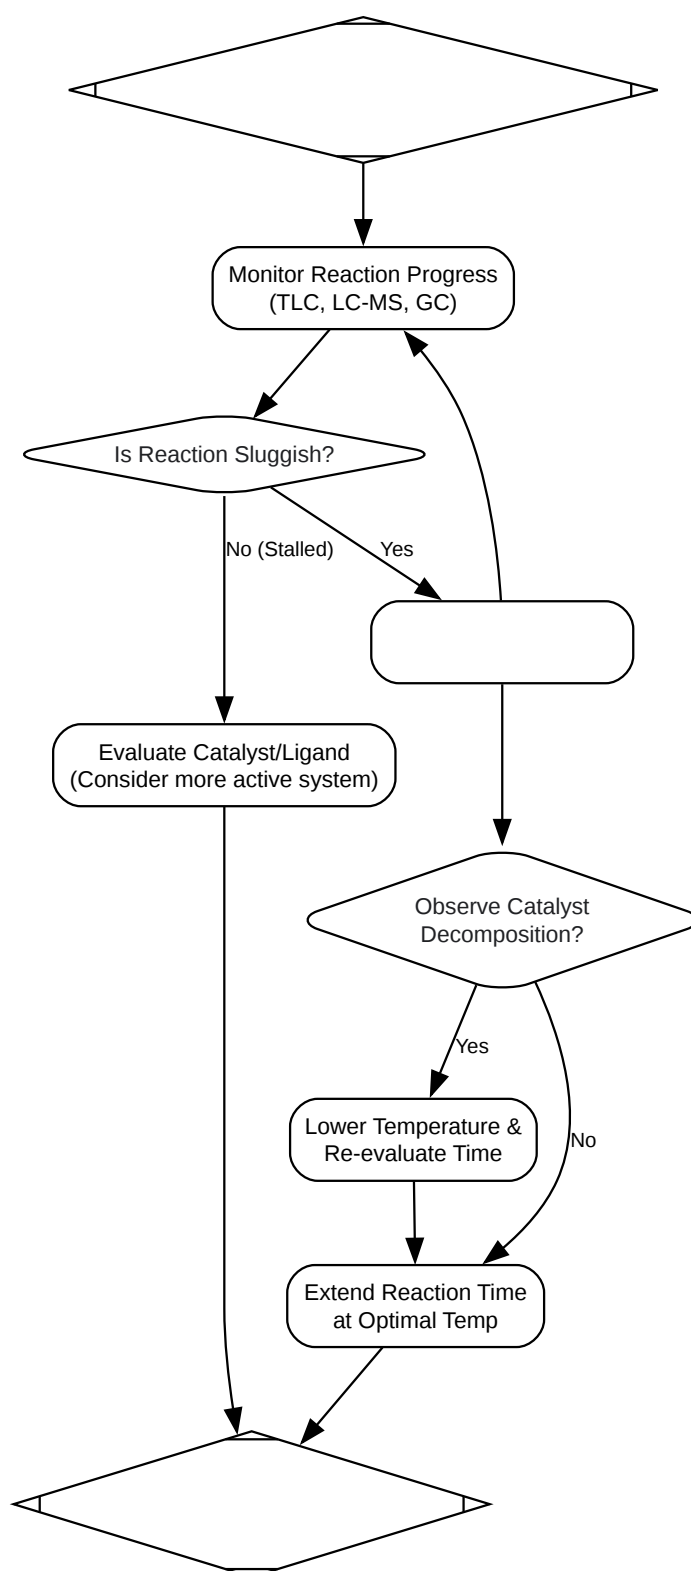 Monitor Reaction Progress
(TLC, LC-MS, GC)
Is Reaction Sluggish?
No (Stalled)
Yes
Evaluate Catalyst/Ligand
(Consider more active system)
Observe Catalyst
Decomposition?
Yes
Lower Temperature &
Re-evaluate Time
No
Extend Reaction Time
at Optimal Temp